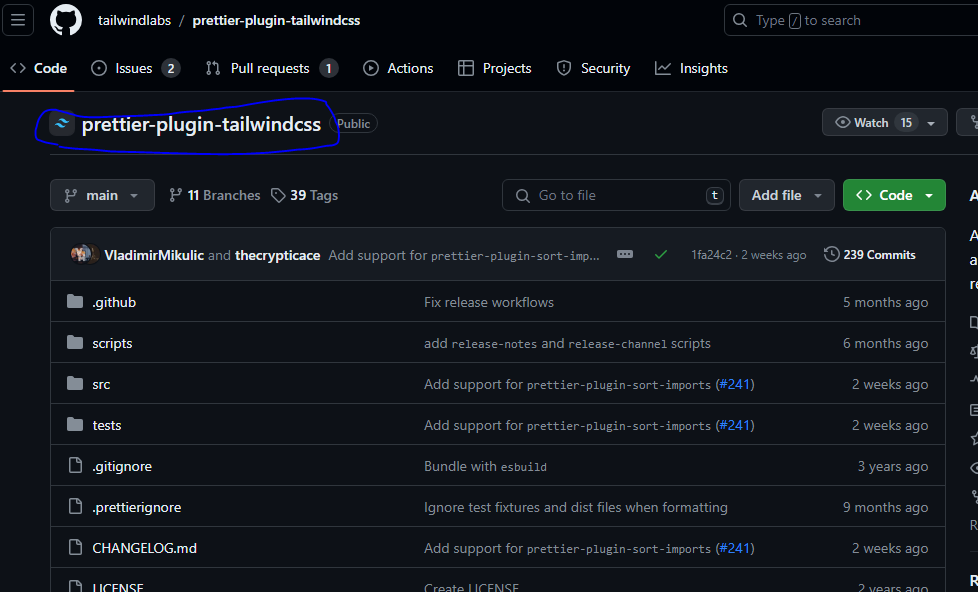 tailwindlabs / prettier-plugin-tailwindcss
Type / to search
Code Issues 2 Pull requests 1 Actions Projects Security Insights
prettier-plugin-tailwindcss Public
Watch 15
main 11 Branches 39 Tags
Go to file t Add file Code
VladimirMikulic and thecrypticace Add support for prettier-plugin-sort-imp... 1fa24c2 · 2 weeks ago 239 Commits
.github Fix release workflows 5 months ago
scripts add release-notes and release-channel scripts 6 months ago
src Add support for prettier-plugin-sort-imports (#241) 2 weeks ago
tests Add support for prettier-plugin-sort-imports (#241) 2 weeks ago
.gitignore Bundle with esbuild 3 years ago
.prettierignore Ignore test fixtures and dist files when formatting 9 months ago
CHANGELOG.md Add support for prettier-plugin-sort-imports (#241) 2 weeks ago
LICENSE Create LICENSE 2 years ago